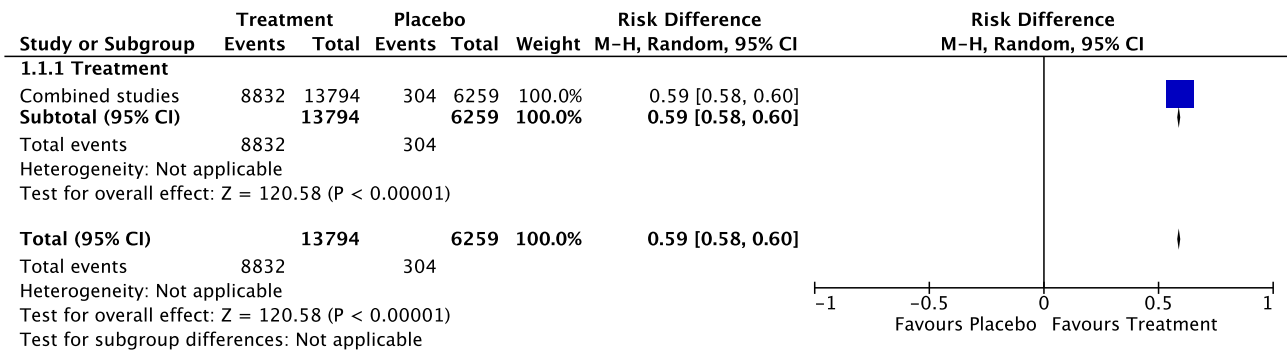 Treatment Placebo Risk Difference Risk Difference
Study or Subgroup Events Total Events Total Weight M-H, Random, 95% CI M-H, Random, 95% CI
1.1.1 Treatment
Combined studies 8832 13794 304 6259 100.0% 0.59 [0.58, 0.60]
Subtotal (95% CI) 13794 6259 100.0% 0.59 [0.58, 0.60]
Total events 8832 304
Heterogeneity: Not applicable
Test for overall effect: Z = 120.58 (P < 0.00001)
Total (95% CI) 13794 6259 100.0% 0.59 [0.58, 0.60]
Total events 8832 304
Heterogeneity: Not applicable
Test for overall effect: Z = 120.58 (P < 0.00001)
Test for subgroup differences: Not applicable
-1 -0.5 0 0.5 1
Favours Placebo Favours Treatment